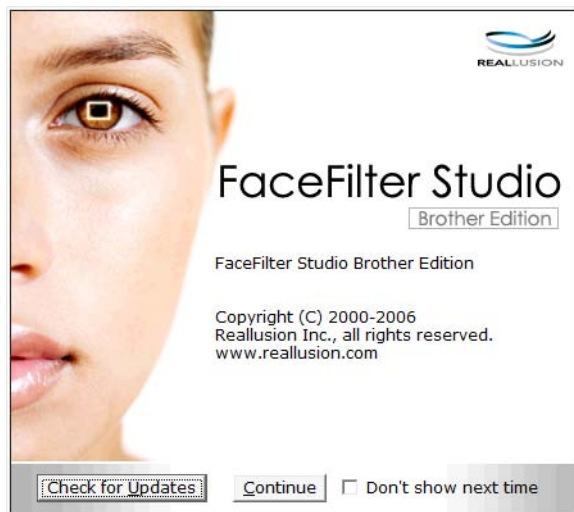 REALLUSION
FaceFilter Studio
Brother Edition
FaceFilter Studio Brother Edition
Copyright (C) 2000-2006
Reallusion Inc., all rights reserved.
www.reallusion.com
Check for Updates Continue Don't show next time